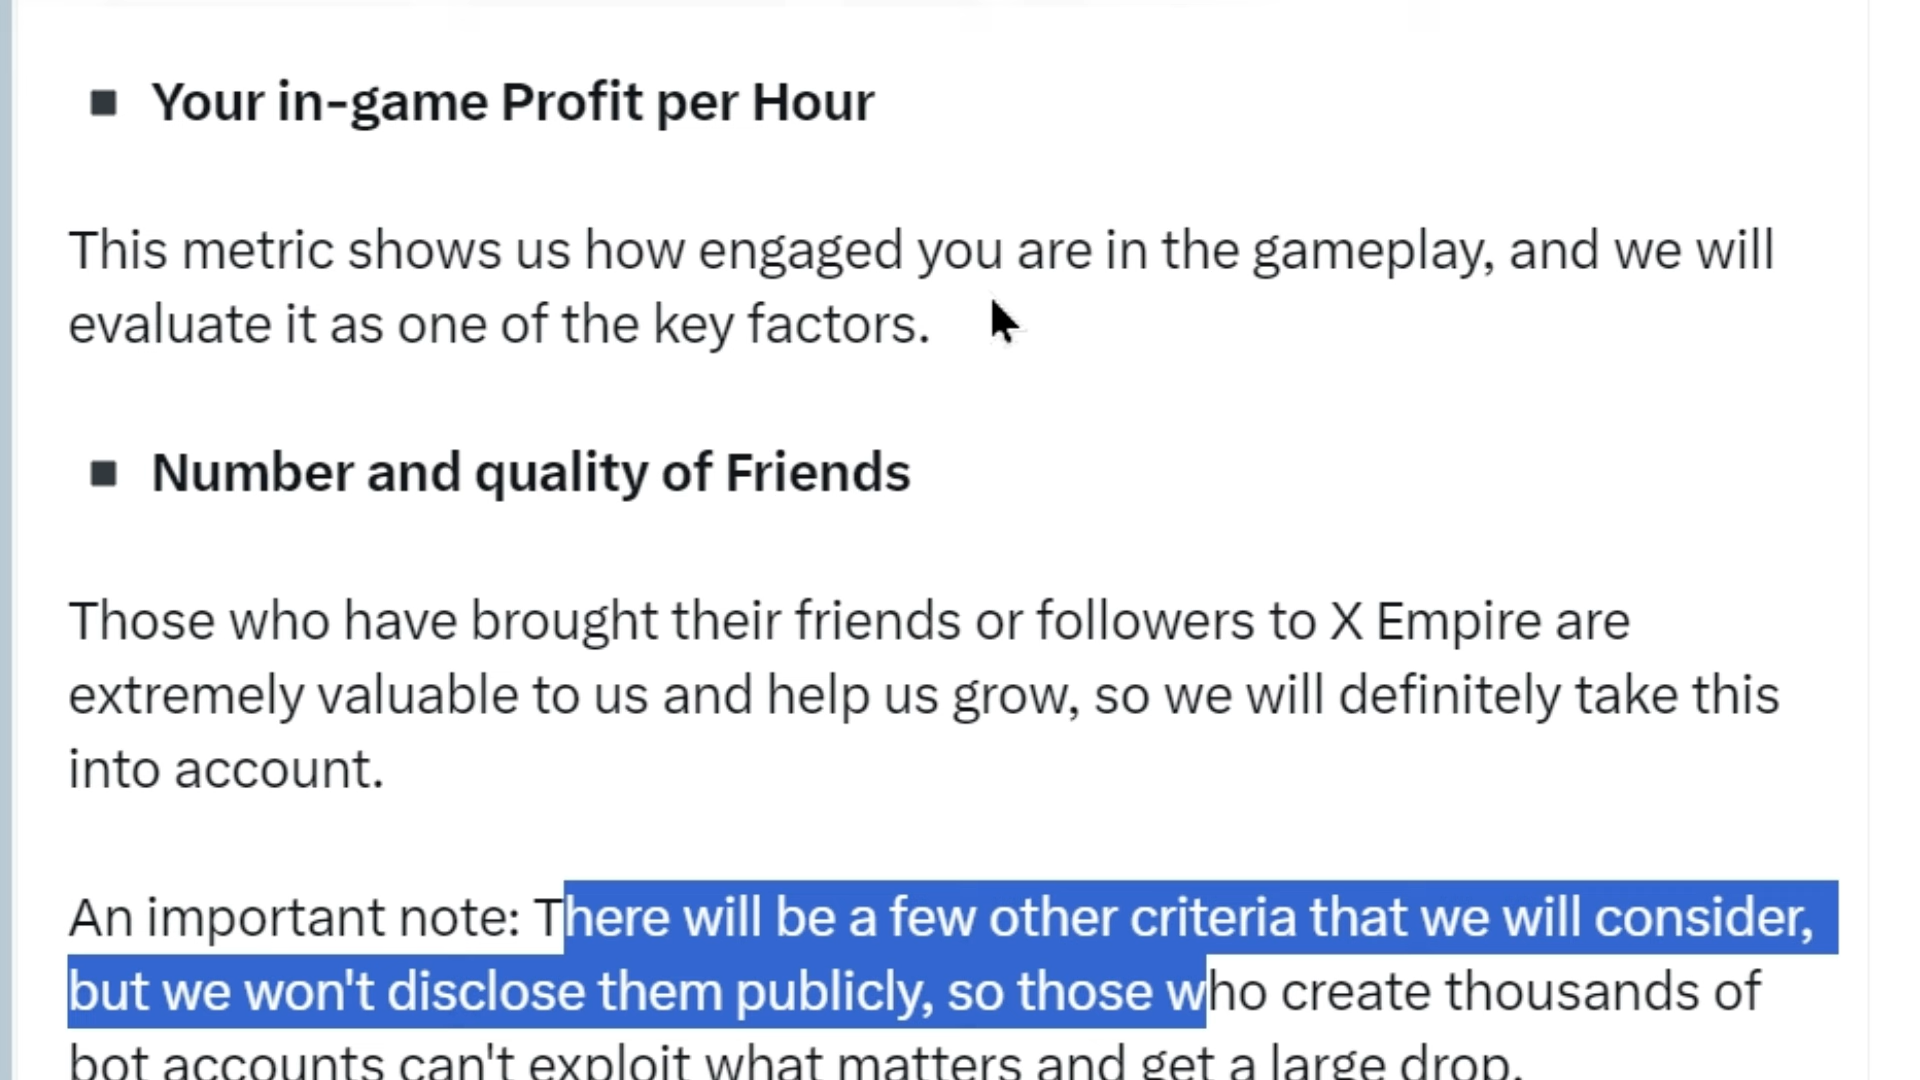 ▪ Your in-game Profit per Hour
This metric shows us how engaged you are in the gameplay, and we will
evaluate it as one of the key factors.
▪ Number and quality of Friends
Those who have brought their friends or followers to X Empire are
extremely valuable to us and help us grow, so we will definitely take this
into account.
An important note: There will be a few other criteria that we will consider,
but we won't disclose them publicly, so those who create thousands of
bot accounts can't exploit what matters and get a large drop.